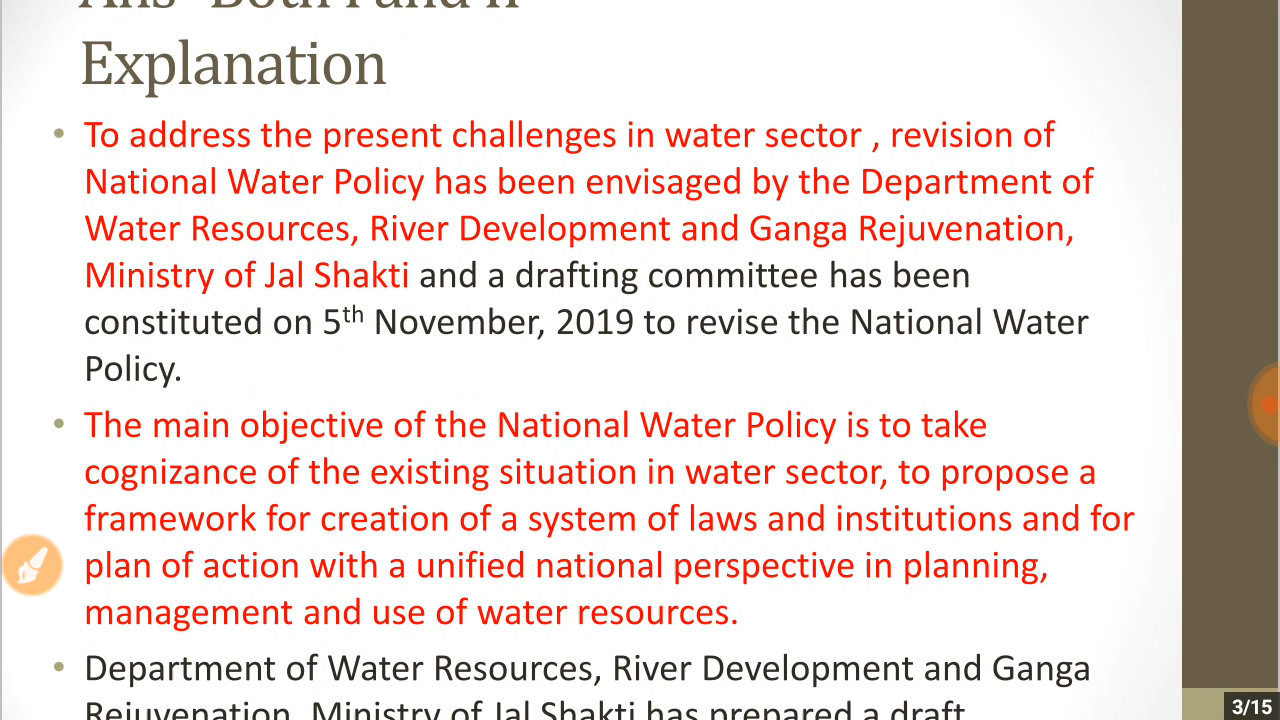 Ans- Both I and II
Explanation
• To address the present challenges in water sector , revision of
National Water Policy has been envisaged by the Department of
Water Resources, River Development and Ganga Rejuvenation,
Ministry of Jal Shakti and a drafting committee has been
constituted on 5th November, 2019 to revise the National Water
Policy.
• The main objective of the National Water Policy is to take
cognizance of the existing situation in water sector, to propose a
framework for creation of a system of laws and institutions and for
plan of action with a unified national perspective in planning,
management and use of water resources.
• Department of Water Resources, River Development and Ganga
Rejuvenation, Ministry of Jal Shakti has prepared a draft
3/15